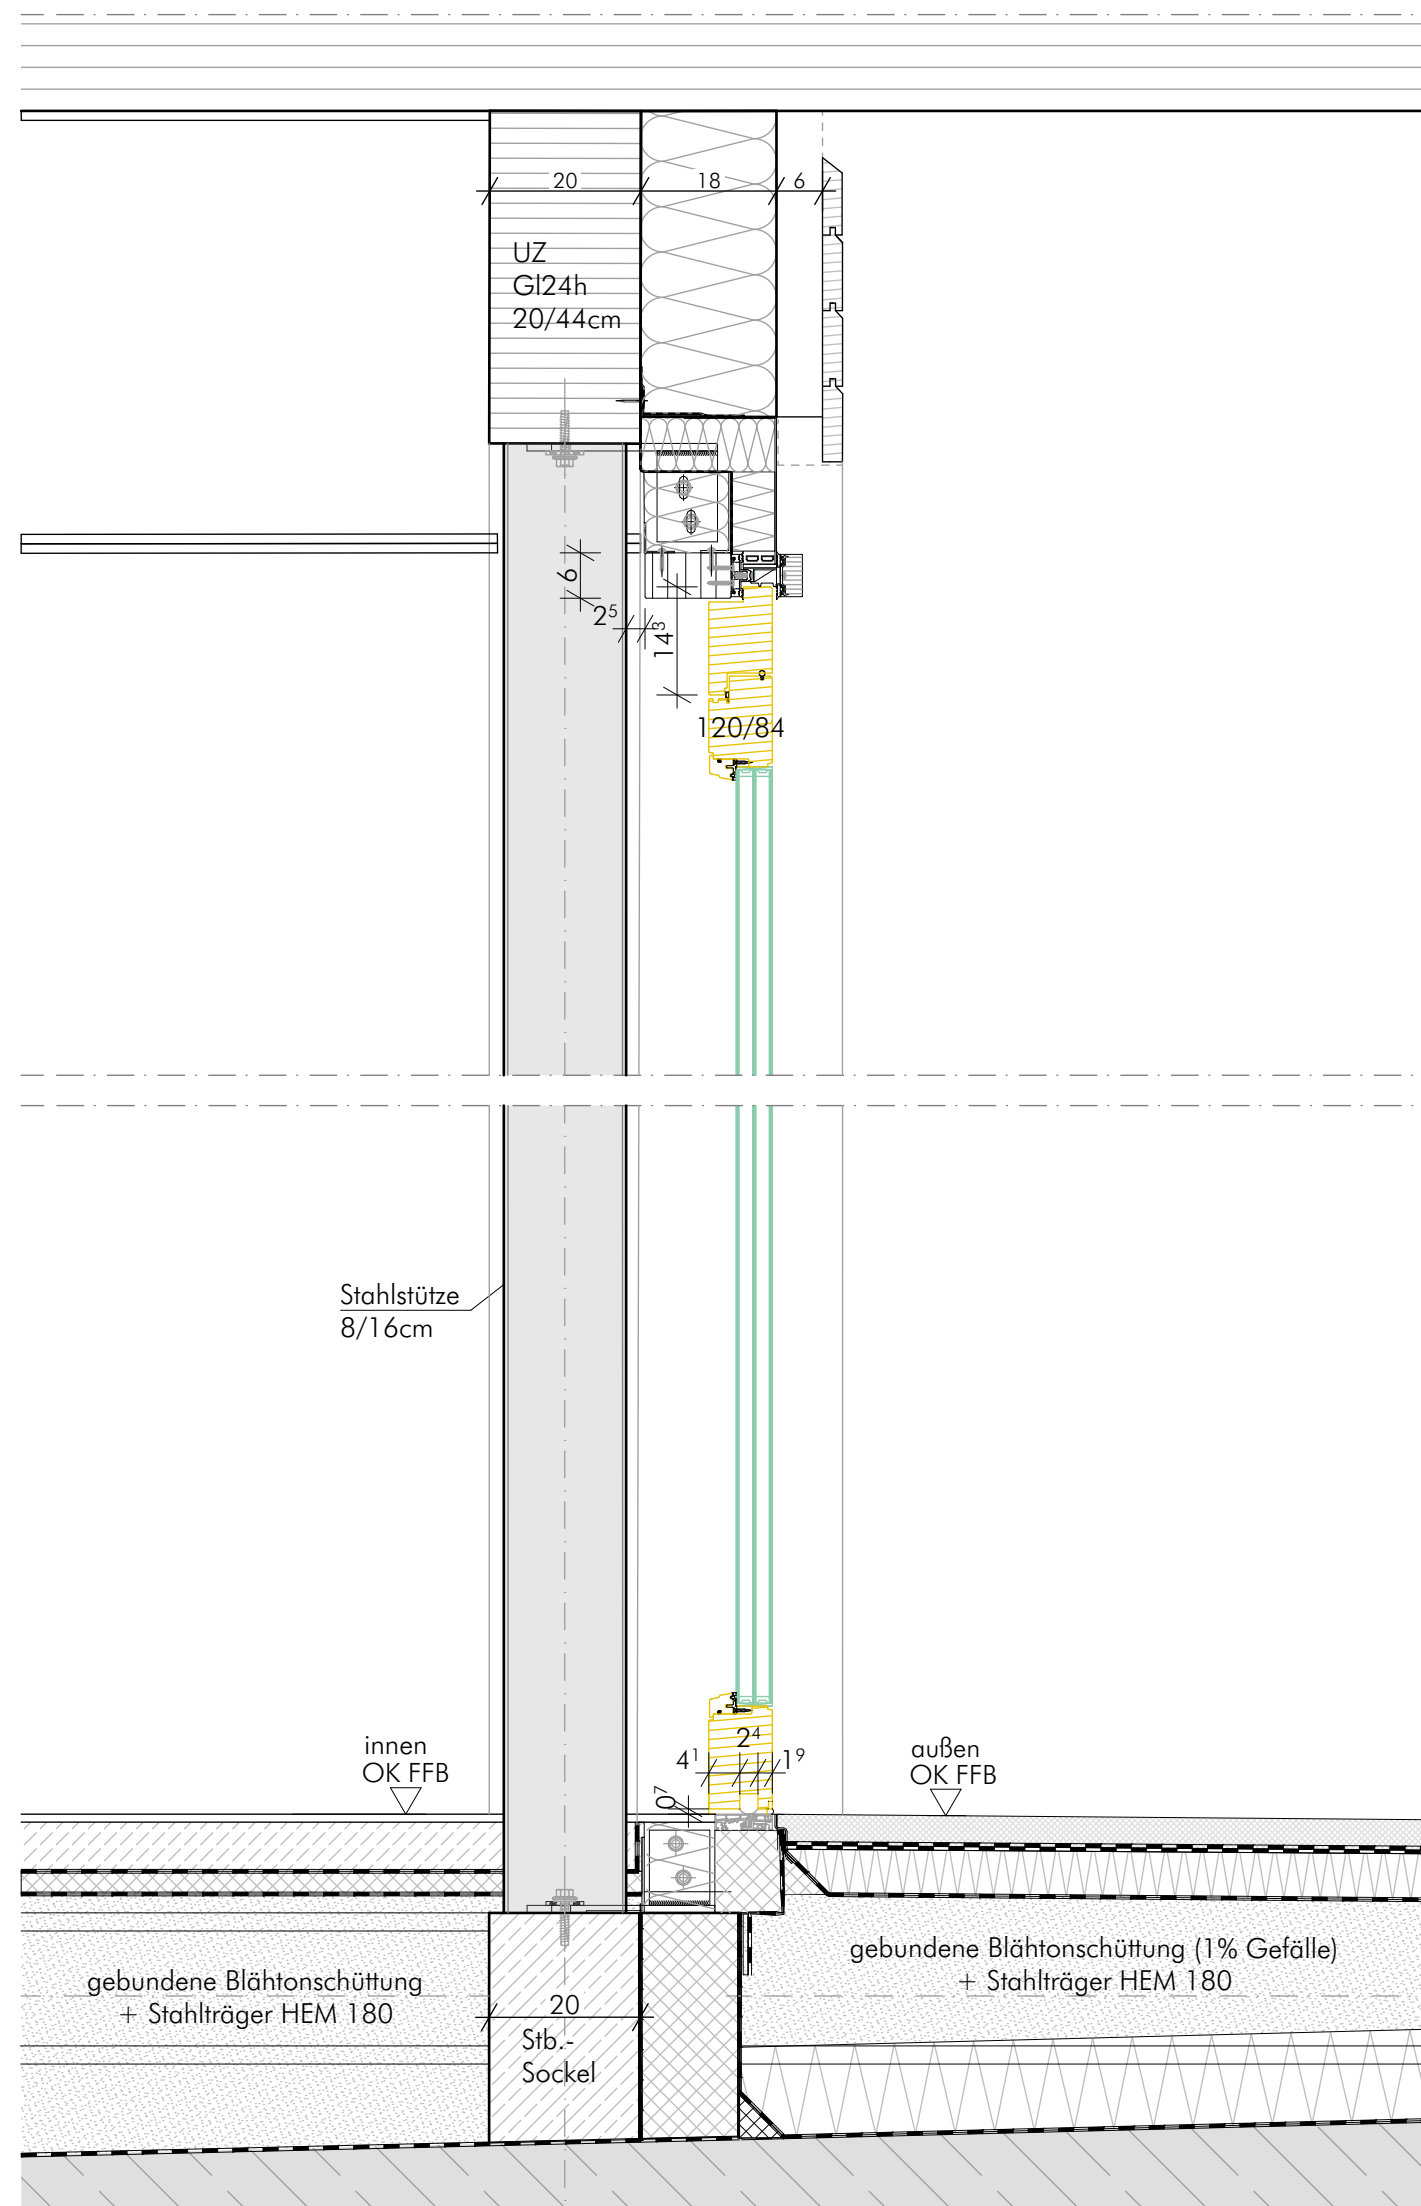 20
18
6
UZ
Gl24h
20/44cm
6
2⁵
14³
120/84
Stahlstütze
8/16cm
innen
OK FFB
2⁴
4¹
1⁹
0⁷
außen
OK FFB
gebundene Blähtonschüttung
+ Stahlträger HEM 180
20
Stb.-
Sockel
gebundene Blähtonschüttung (1% Gefälle)
+ Stahlträger HEM 180